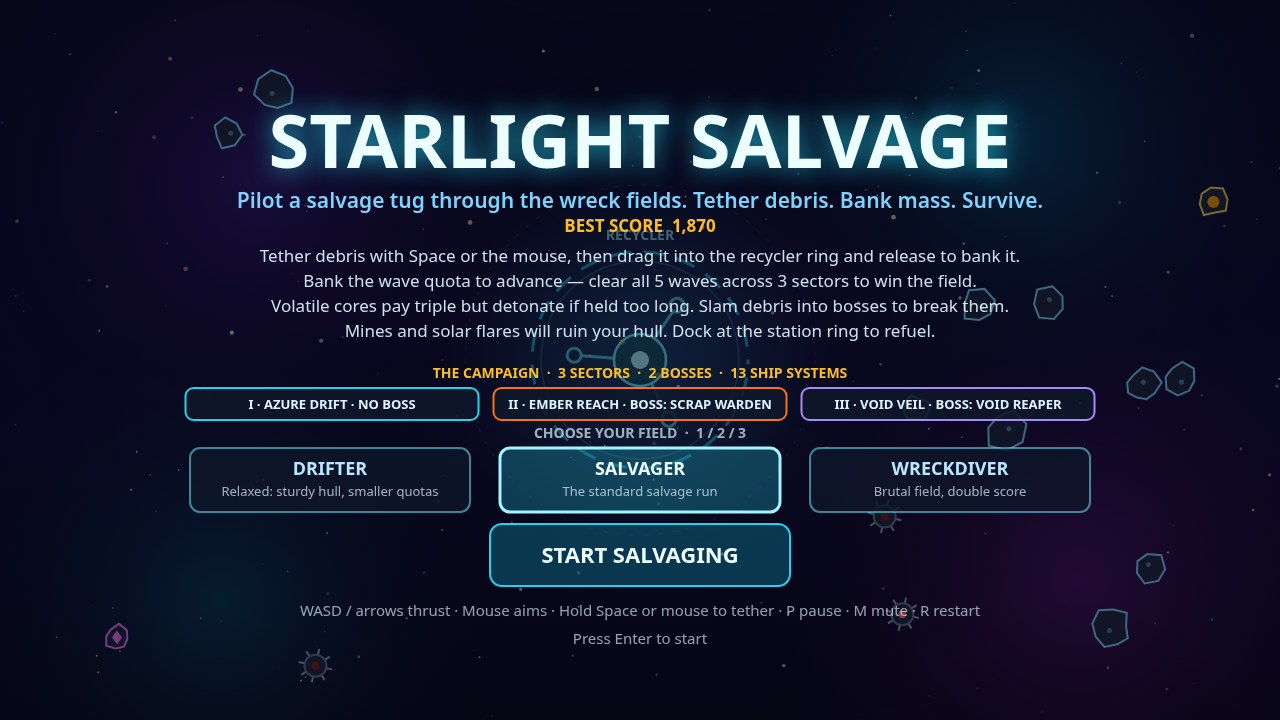 STARLIGHT SALVAGE
Pilot a salvage tug through the wreck fields. Tether debris. Bank mass. Survive.
BEST SCORE 1,870
RECYCLER
Tether debris with Space or the mouse, then drag it into the recycler ring and release to bank it.
Bank the wave quota to advance — clear all 5 waves across 3 sectors to win the field.
Volatile cores pay triple but detonate if held too long. Slam debris into bosses to break them.
Mines and solar flares will ruin your hull. Dock at the station ring to refuel.
THE CAMPAIGN · 3 SECTORS · 2 BOSSES · 13 SHIP SYSTEMS
I · AZURE DRIFT · NO BOSS
II · EMBER REACH · BOSS: SCRAP WARDEN
III · VOID VEIL · BOSS: VOID REAPER
CHOOSE YOUR FIELD · 1 / 2 / 3
DRIFTER
Relaxed: sturdy hull, smaller quotas
SALVAGER
The standard salvage run
WRECKDIVER
Brutal field, double score
START SALVAGING
WASD / arrows thrust · Mouse aims · Hold Space or mouse to tether · P pause · M mute · R restart
Press Enter to start